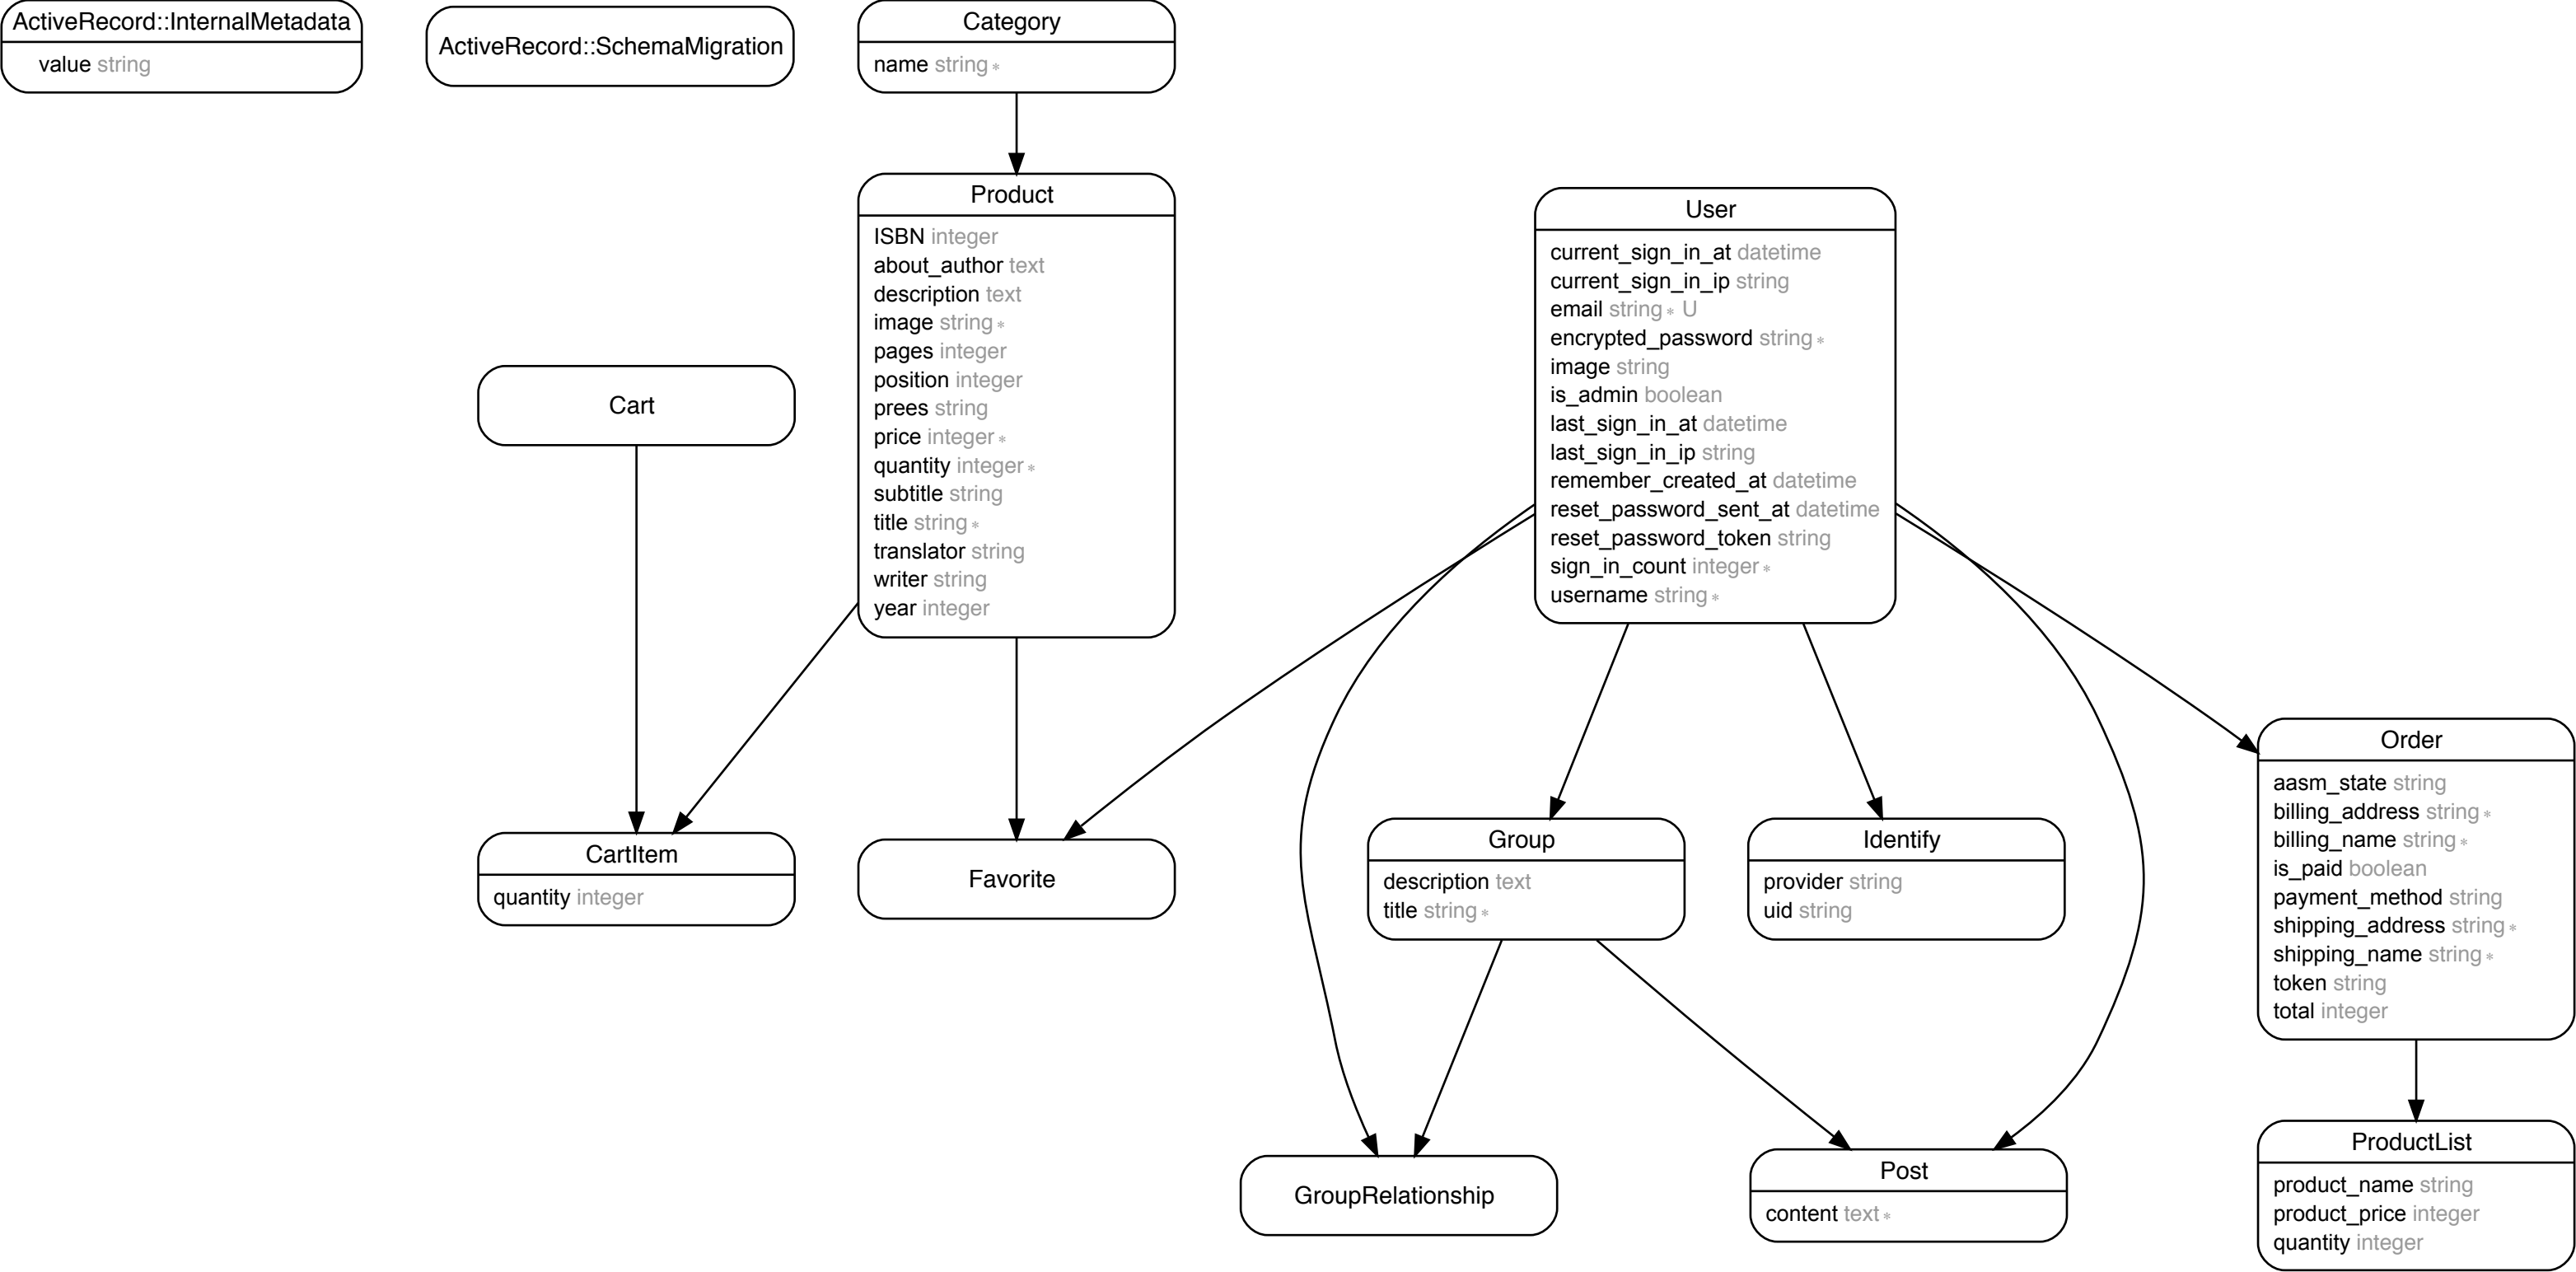 ActiveRecord::InternalMetadata
value string
ActiveRecord::SchemaMigration
Category
name string *
Product
ISBN integer
about_author text
description text
image string *
pages integer
position integer
prees string
price integer *
quantity integer *
subtitle string
title string *
translator string
writer string
year integer
User
current_sign_in_at datetime
current_sign_in_ip string
email string * U
encrypted_password string *
image string
is_admin boolean
last_sign_in_at datetime
last_sign_in_ip string
remember_created_at datetime
reset_password_sent_at datetime
reset_password_token string
sign_in_count integer *
username string *
Cart
CartItem
quantity integer
Favorite
Group
description text
title string *
Identify
provider string
uid string
Order
aasm_state string
billing_address string *
billing_name string *
is_paid boolean
payment_method string
shipping_address string *
shipping_name string *
token string
total integer
GroupRelationship
Post
content text *
ProductList
product_name string
product_price integer
quantity integer